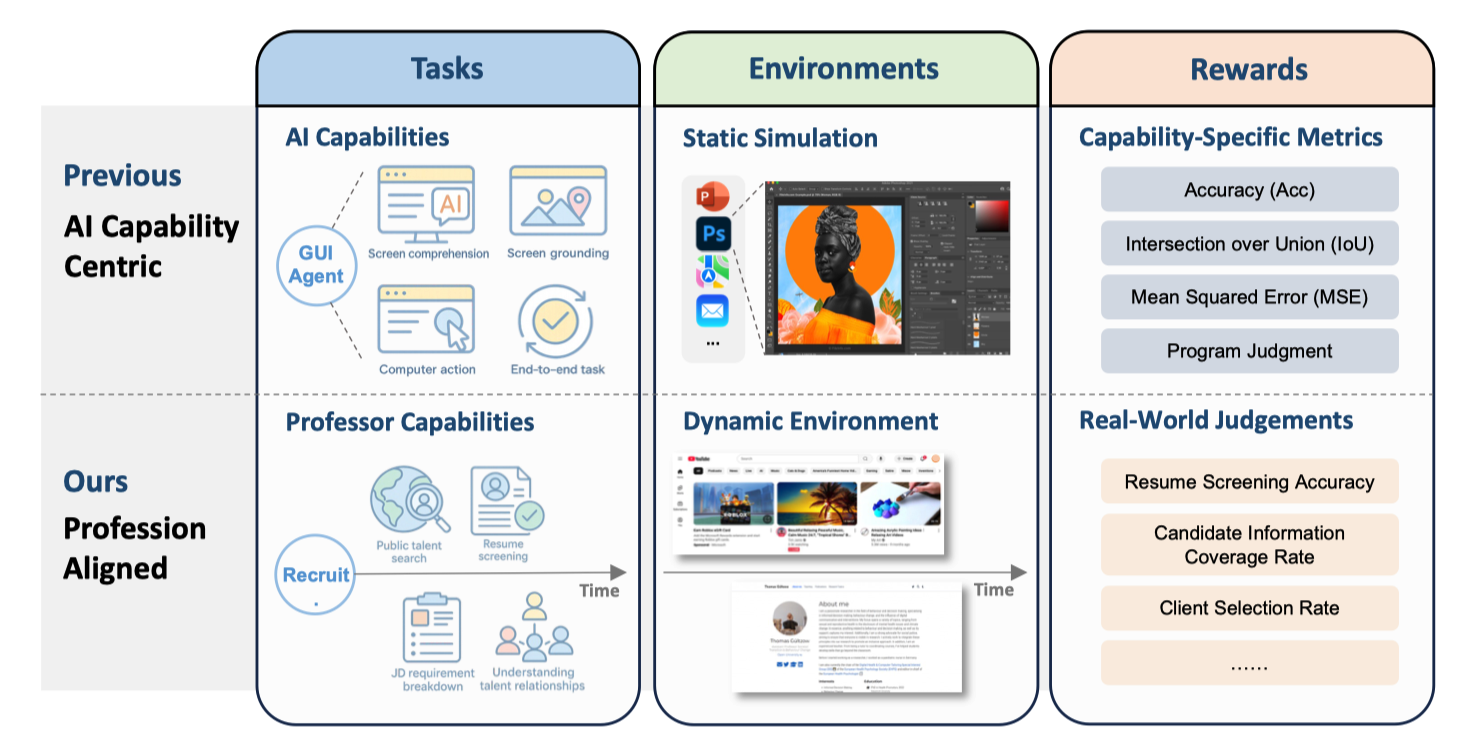 Tasks
Environments
Rewards
Previous
AI Capability
Centric
AI Capabilities
GUI
Agent
AI
Screen comprehension
Screen grounding
Computer action
End-to-end task
Static Simulation
P
Ps
...
Capability-Specific Metrics
Accuracy (Acc)
Intersection over Union (IoU)
Mean Squared Error (MSE)
Program Judgment
Ours
Profession
Aligned
Professor Capabilities
Public talent
search
Resume
screening
Recruit
.
Time
JD requirement
breakdown
Understanding
talent relationships
Dynamic Environment
YouTube
Search
Time
About me
Thomas Gültzow
Interests
Education
Real-World Judgements
Resume Screening Accuracy
Candidate Information
Coverage Rate
Client Selection Rate
......